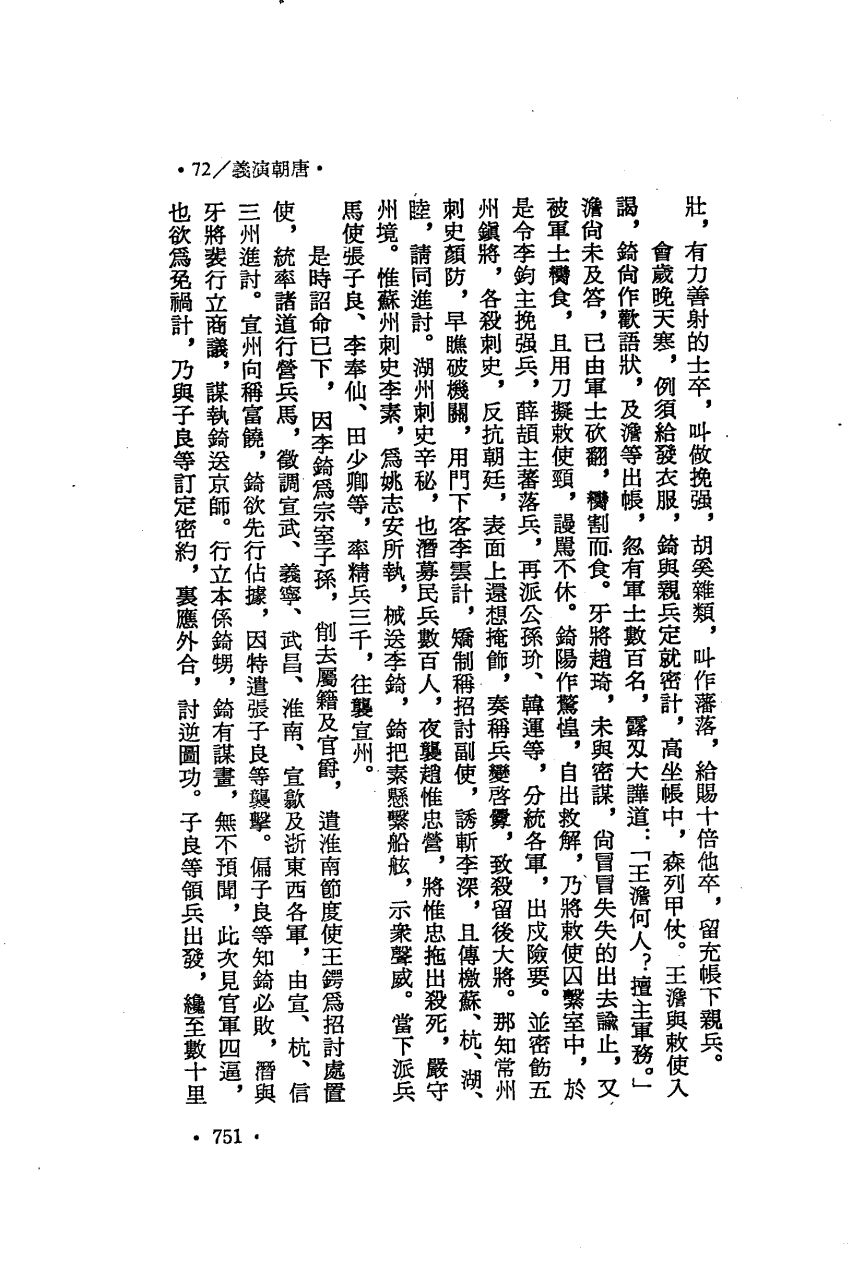 •72／義演朝唐•
壯，有力善射的士卒，叫做挽强，胡奚雜類，叫作蕃落，給賜十倍他卒，留充帳下親兵。
會歲晚天寒，例須給發衣服，錡與親兵定就密計，高坐帳中，森列甲仗。王澹與敕使入
謁，錡尙作歡語狀，及澹等出帳，忽有軍士數百名，露刃大譁道：「王澹何人？擅主軍務。」
澹尙未及答，已由軍士砍翻，臠割而食。牙將趙琦，未與密謀，尙冒冒失失的出去諭止，又
被軍士臠食，且用刀擬敕使頸，謾罵不休。錡陽作驚惶，自出救解，乃將敕使囚繫室中，於
是令李鈞主挽强兵，薛頡主蕃落兵，再派公孫玠、韓運等，分統各軍，出戍險要。並密飭五
州鎭將，各殺刺史，反抗朝廷，表面上還想掩飾，奏稱兵變啓釁，致殺留後大將。那知常州
刺史顏防，早瞧破機關，用門下客李雲計，矯制稱招討副使，誘斬李深，且傳檄蘇、杭、湖、
睦，請同進討。湖州刺史辛秘，也潛募民兵數百人，夜襲趙惟忠營，將惟忠拖出殺死，嚴守
州境。惟蘇州刺史李素，爲姚志安所執，械送李錡，錡把素懸繫船舷，示衆聲威。當下派兵
馬使張子良、李奉仙、田少卿等，率精兵三千，往襲宣州。
是時詔命已下，因李錡爲宗室子孫，削去屬籍及官爵，遣淮南節度使王鍔爲招討處置
使，統率諸道行營兵馬，徵調宣武、義寧、武昌、淮南、宣歙及浙東西各軍，由宣、杭、信
三州進討。宣州向稱富饒，錡欲先行佔據，因特遣張子良等襲擊。偏子良等知錡必敗，潛與
牙將裴行立商議，謀執錡送京師。行立本係錡甥，錡有謀畫，無不預聞，此次見官軍四逼，
也欲爲免禍計，乃與子良等訂定密約，裏應外合，討逆圖功。子良等領兵出發，纔至數十里
•751•